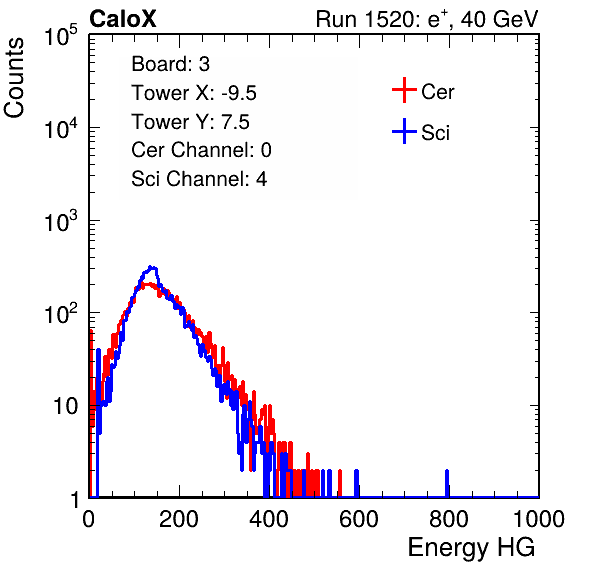 CaloX Run 1520: e⁺, 40 GeV
Counts
10⁵
10⁴
10³
10²
10
1
Board: 3
Tower X: -9.5
Tower Y: 7.5
Cer Channel: 0
Sci Channel: 4
Cer
Sci
0 200 400 600 800 1000
Energy HG